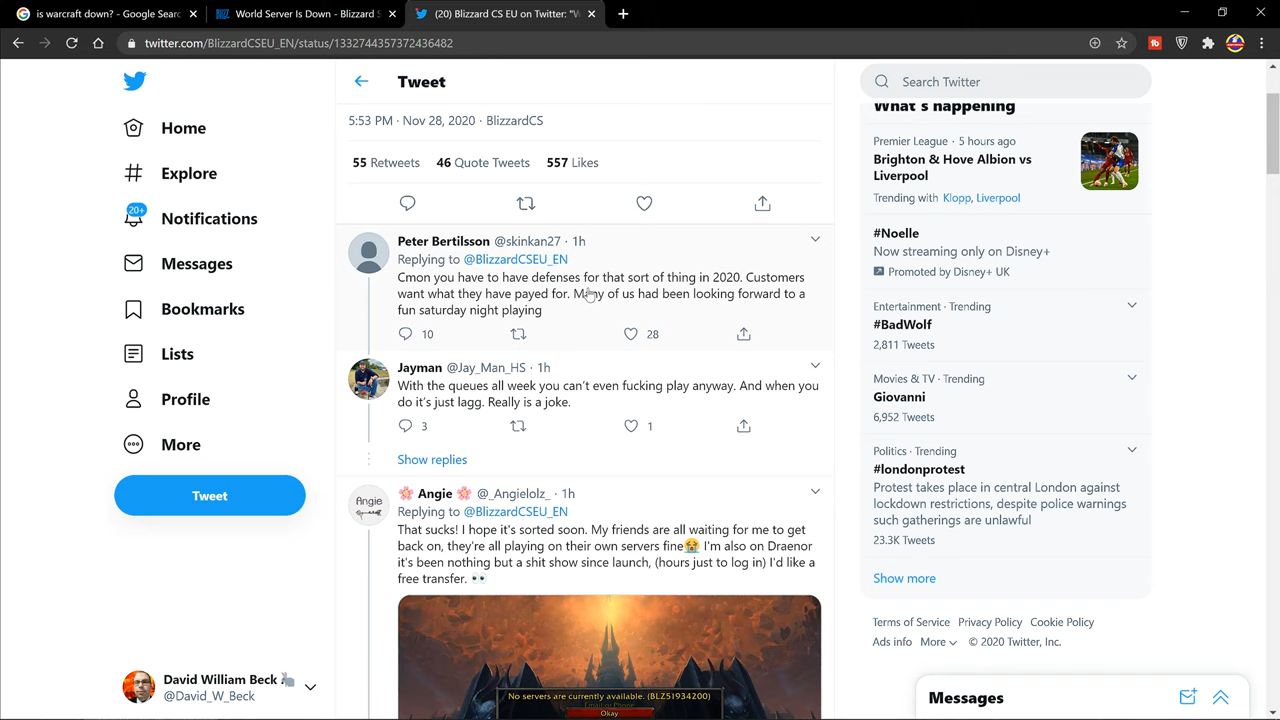 is warcraft down? - Google Searc
World Server Is Down - Blizzard S
(20) Blizzard CS EU on Twitter: "W
twitter.com/BlizzardCSEU_EN/status/1332744357372436482
Home
Explore
20+
Notifications
Messages
Bookmarks
Lists
Profile
More
Tweet
David William Beck
@David_W_Beck
Tweet
5:53 PM · Nov 28, 2020 · BlizzardCS
55 Retweets 46 Quote Tweets 557 Likes
Peter Bertilsson @skinkan27 · 1h
Replying to @BlizzardCSEU_EN
Cmon you have to have defenses for that sort of thing in 2020. Customers
want what they have payed for. Many of us had been looking forward to a
fun saturday night playing
10 28
Jayman @Jay_Man_HS · 1h
With the queues all week you can't even fucking play anyway. And when you
do it's just lagg. Really is a joke.
3 1
Show replies
🌸 Angie 🌸 @_Angielolz_ · 1h
Angie
Replying to @BlizzardCSEU_EN
That sucks! I hope it's sorted soon. My friends are all waiting for me to get
back on, they're all playing on their own servers fine😭 I'm also on Draenor
it's been nothing but a shit show since launch, (hours just to log in) I'd like a
free transfer. 👀
No servers are currently available. (BLZ51934200)
Email or Phone
Okay
Search Twitter
What's happening
Premier League · 5 hours ago
Brighton & Hove Albion vs
Liverpool
Trending with Klopp, Liverpool
#Noelle
Now streaming only on Disney+
Promoted by Disney+ UK
Entertainment · Trending
#BadWolf
2,811 Tweets
Movies & TV · Trending
Giovanni
6,952 Tweets
Politics · Trending
#londonprotest
Protest takes place in central London against
lockdown restrictions, despite police warnings
such gatherings are unlawful
23.3K Tweets
Show more
Terms of Service Privacy Policy Cookie Policy
Ads info More © 2020 Twitter, Inc.
Messages